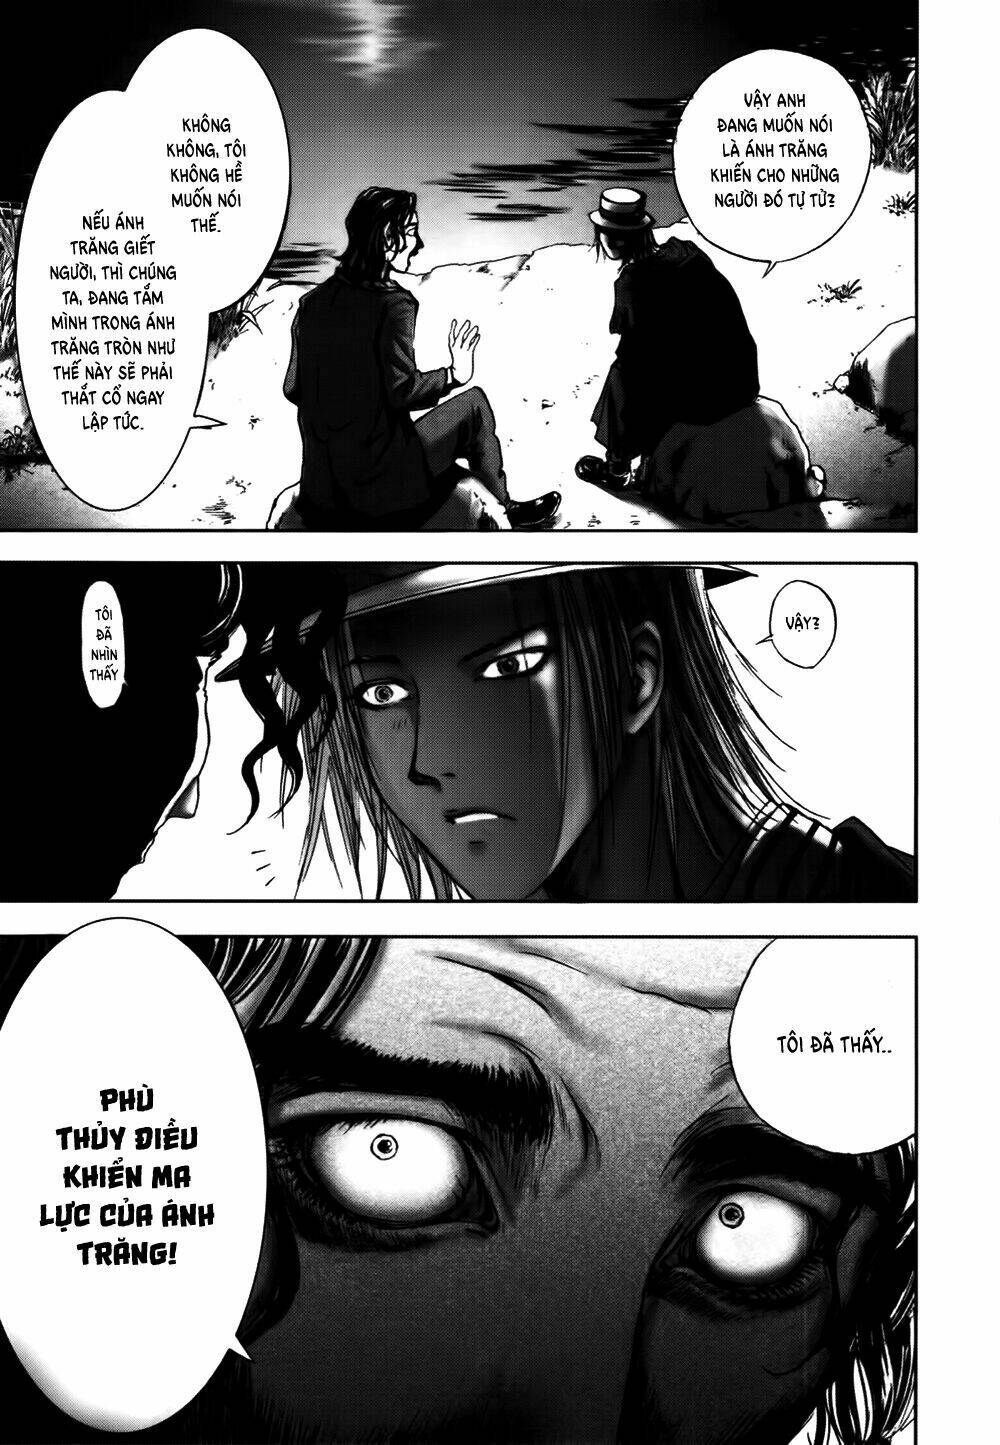 VẬY ANH
ĐANG MUỐN NÓI
LÀ ÁNH TRĂNG
KHIẾN CHO NHỮNG
NGƯỜI ĐÓ TỰ TỬ?
KHÔNG
KHÔNG, TÔI
KHÔNG HỀ
MUỐN NÓI
THẾ.
NẾU ÁNH
TRĂNG GIẾT
NGƯỜI, THÌ CHÚNG
TA, ĐANG TẮM
MÌNH TRONG ÁNH
TRĂNG TRÒN NHƯ
THẾ NÀY SẼ PHẢI
THẮT CỔ NGAY
LẬP TỨC.
VẬY?
TÔI
ĐÃ
NHÌN
THẤY
TÔI ĐÃ THẤY..
PHÙ
THỦY ĐIỀU
KHIỂN MA
LỰC CỦA ÁNH
TRĂNG!